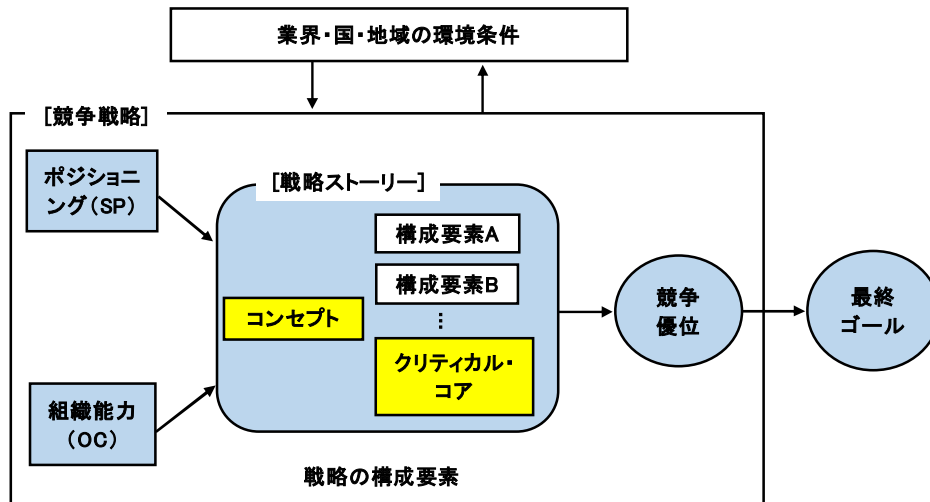 業界・国・地域の環境条件
[競争戦略]
ポジショニ
ング(SP)
[戦略ストーリー]
構成要素A
構成要素B
…
コンセプト
クリティカル・
コア
競争
優位
最終
ゴール
組織能力
(OC)
戦略の構成要素